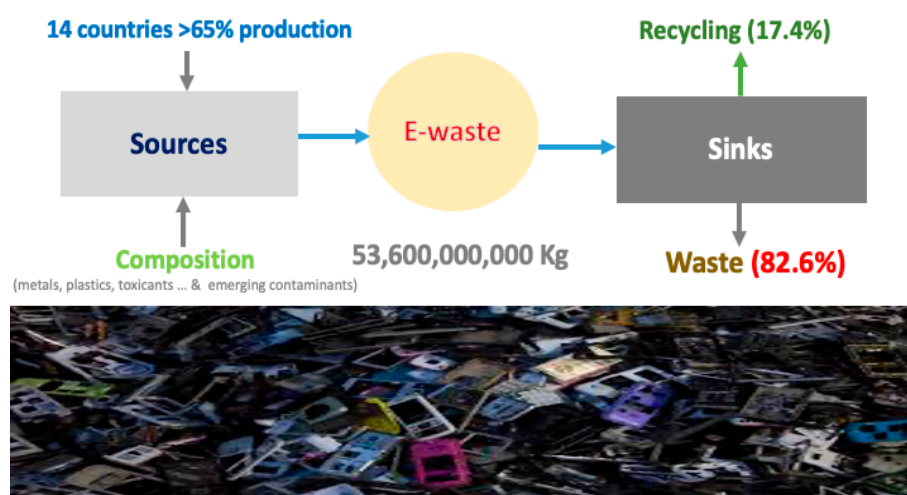 14 countries >65% production
Recycling (17.4%)
Sources
E-waste
Sinks
Composition
53,600,000,000 Kg
Waste (82.6%)
(metals, plastics, toxicants ... & emerging contaminants)